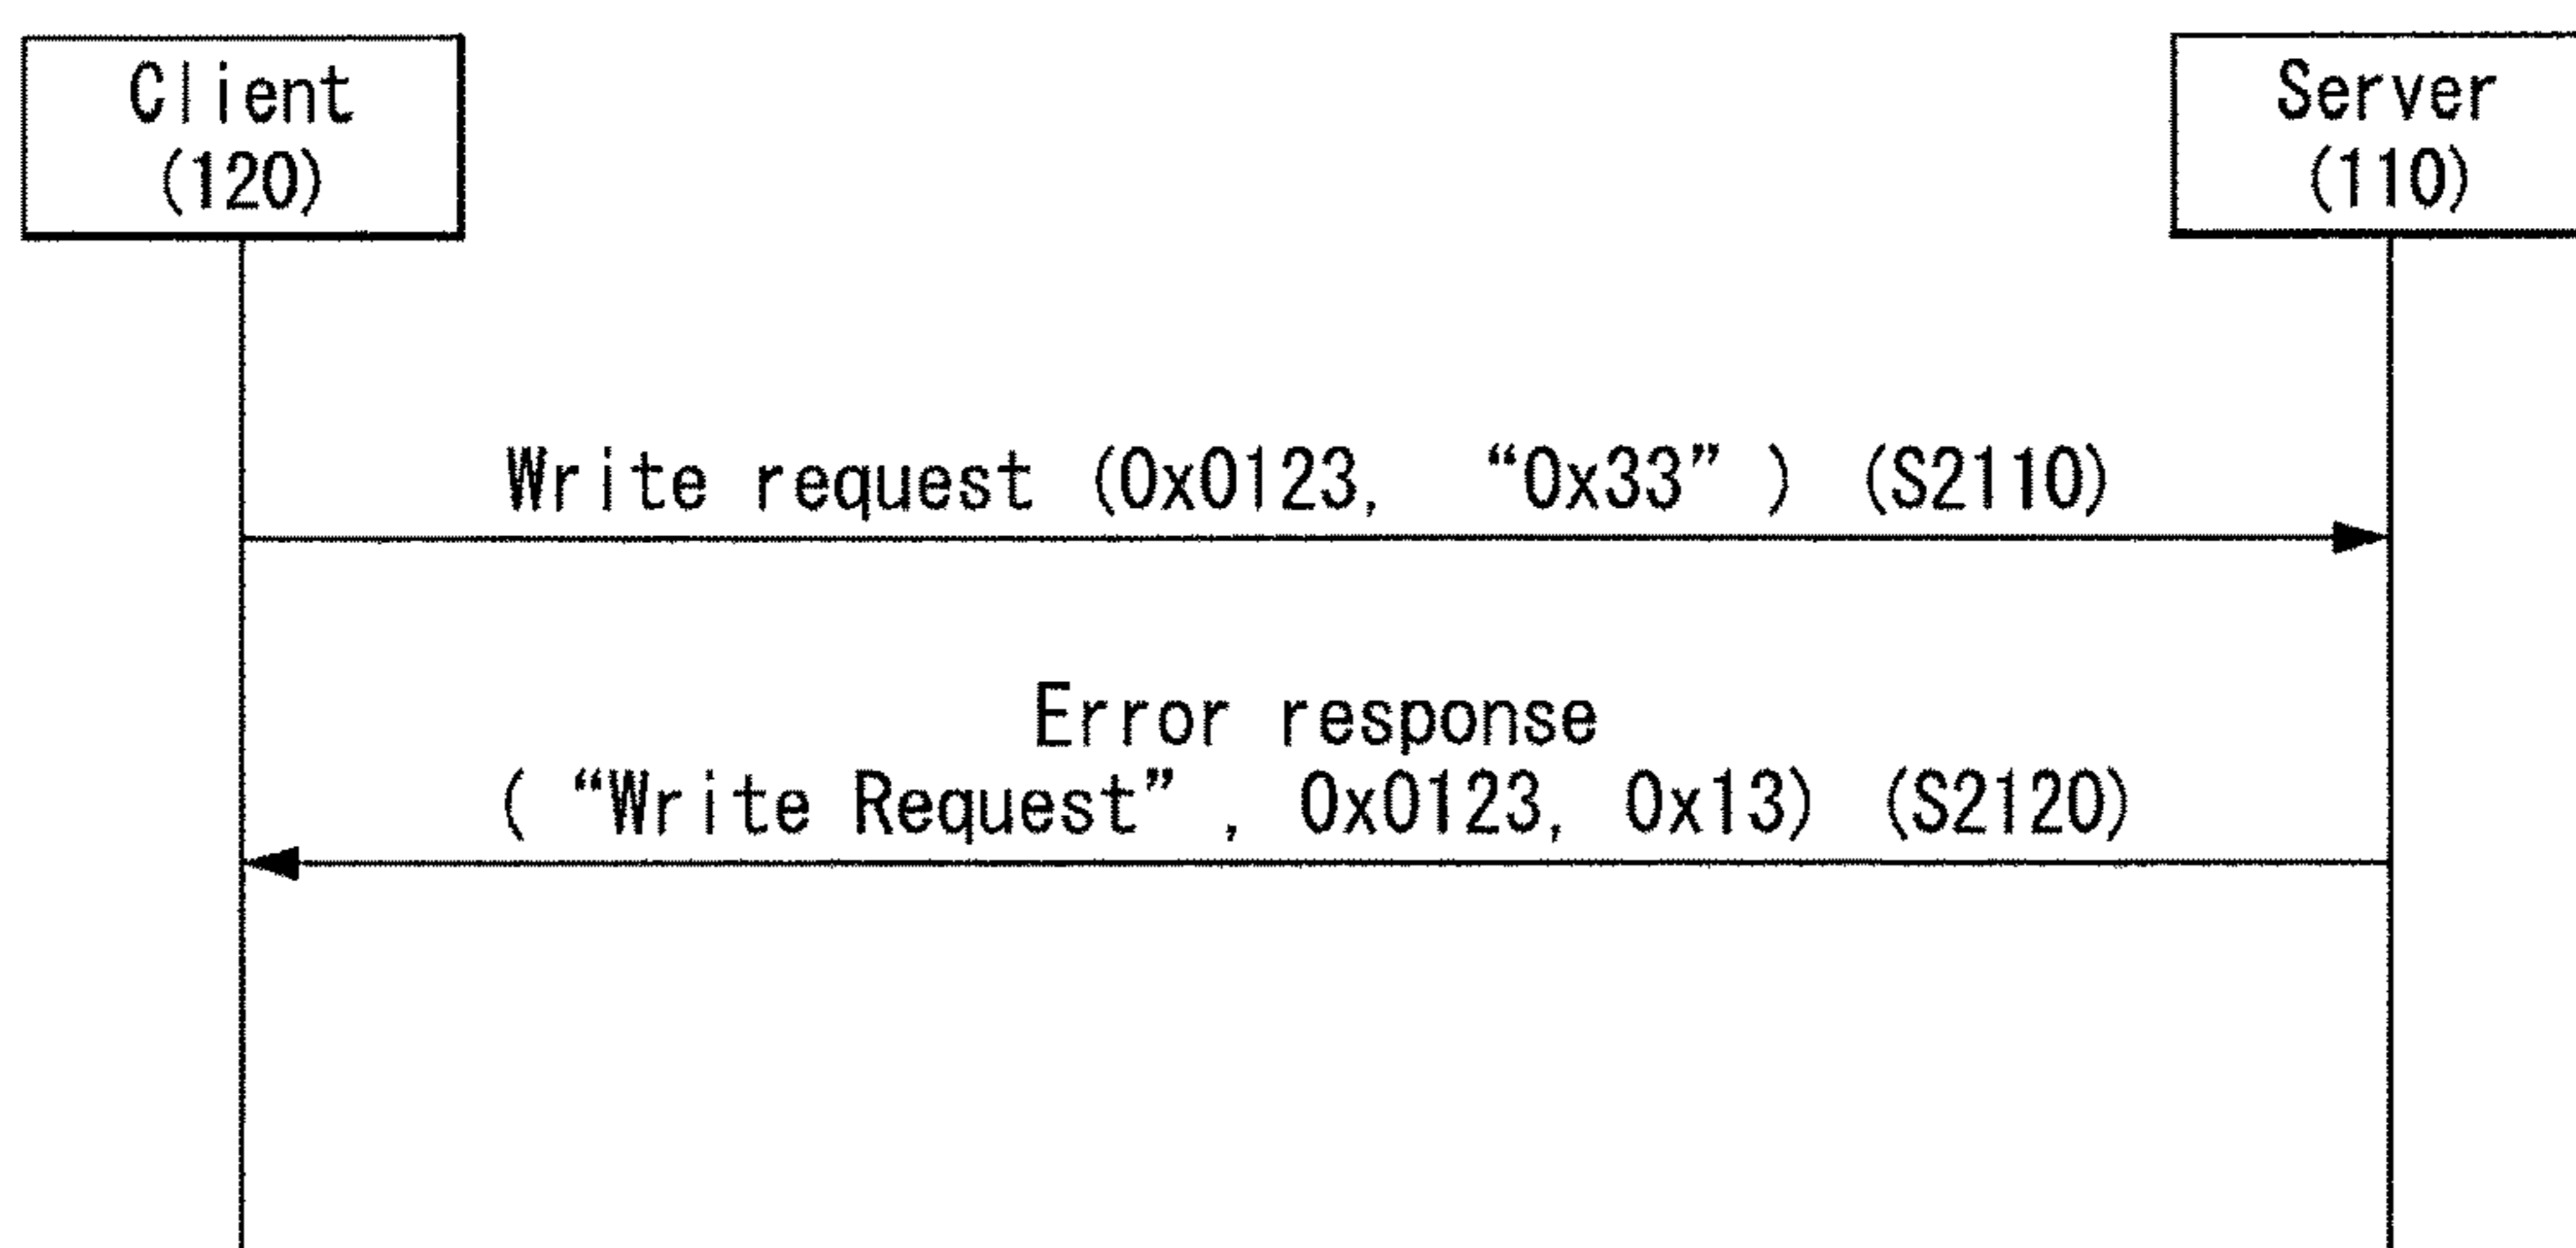 Client
(120)
Server
(110)
Write request (0x0123, “0x33” ) (S2110)
Error response
( “Write Request” , 0x0123, 0x13) (S2120)